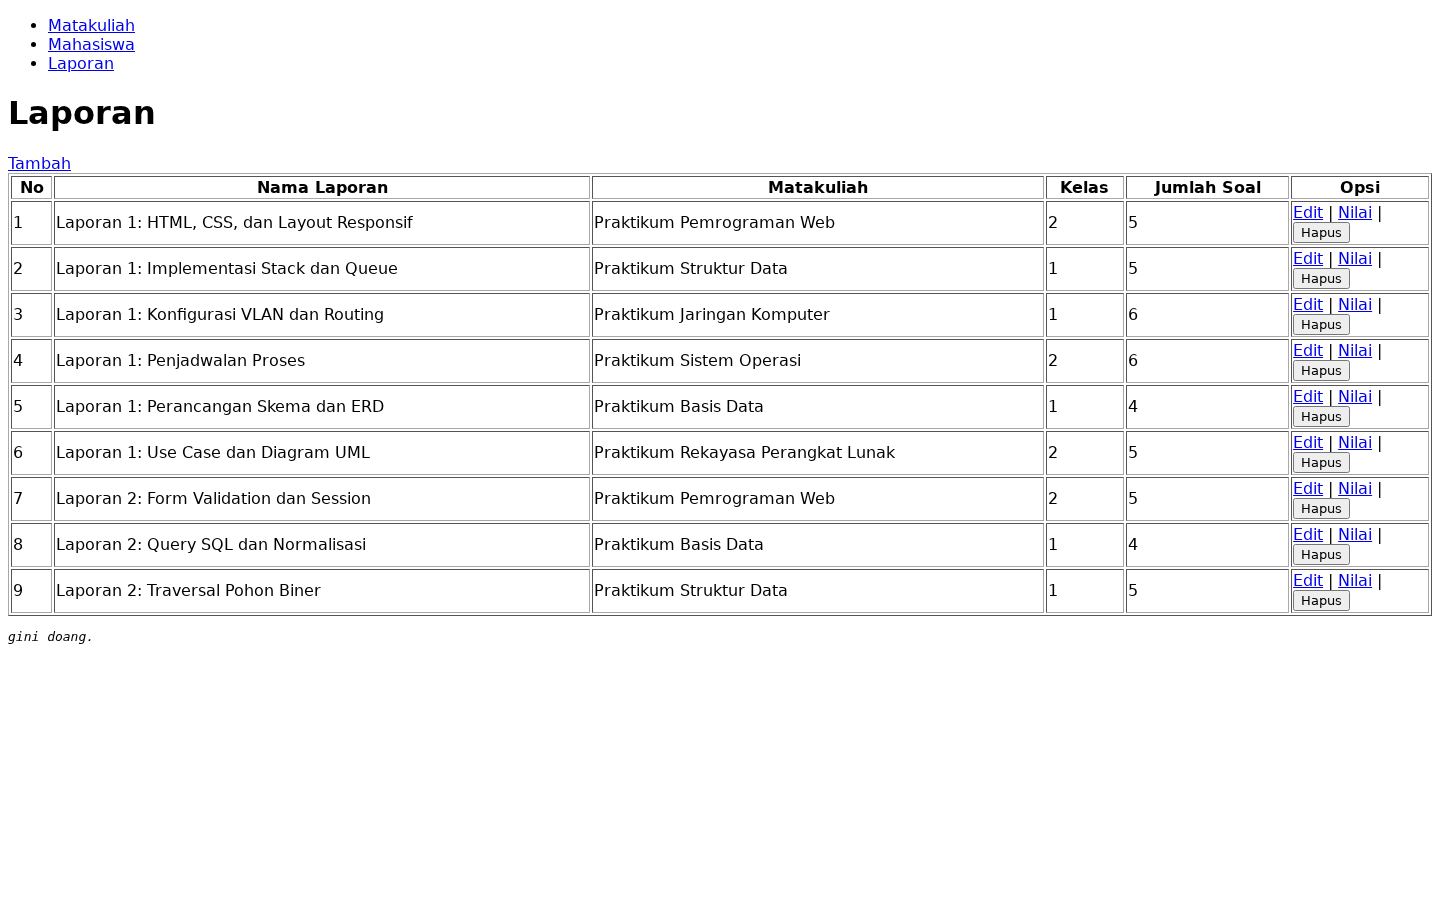 Matakuliah
Mahasiswa
Laporan
Laporan
Tambah
No Nama Laporan Matakuliah Kelas Jumlah Soal Opsi
1 Laporan 1: HTML, CSS, dan Layout Responsif Praktikum Pemrograman Web 2 5 Edit | Nilai |
Hapus
2 Laporan 1: Implementasi Stack dan Queue Praktikum Struktur Data 1 5 Edit | Nilai |
Hapus
3 Laporan 1: Konfigurasi VLAN dan Routing Praktikum Jaringan Komputer 1 6 Edit | Nilai |
Hapus
4 Laporan 1: Penjadwalan Proses Praktikum Sistem Operasi 2 6 Edit | Nilai |
Hapus
5 Laporan 1: Perancangan Skema dan ERD Praktikum Basis Data 1 4 Edit | Nilai |
Hapus
6 Laporan 1: Use Case dan Diagram UML Praktikum Rekayasa Perangkat Lunak 2 5 Edit | Nilai |
Hapus
7 Laporan 2: Form Validation dan Session Praktikum Pemrograman Web 2 5 Edit | Nilai |
Hapus
8 Laporan 2: Query SQL dan Normalisasi Praktikum Basis Data 1 4 Edit | Nilai |
Hapus
9 Laporan 2: Traversal Pohon Biner Praktikum Struktur Data 1 5 Edit | Nilai |
Hapus
gini doang.